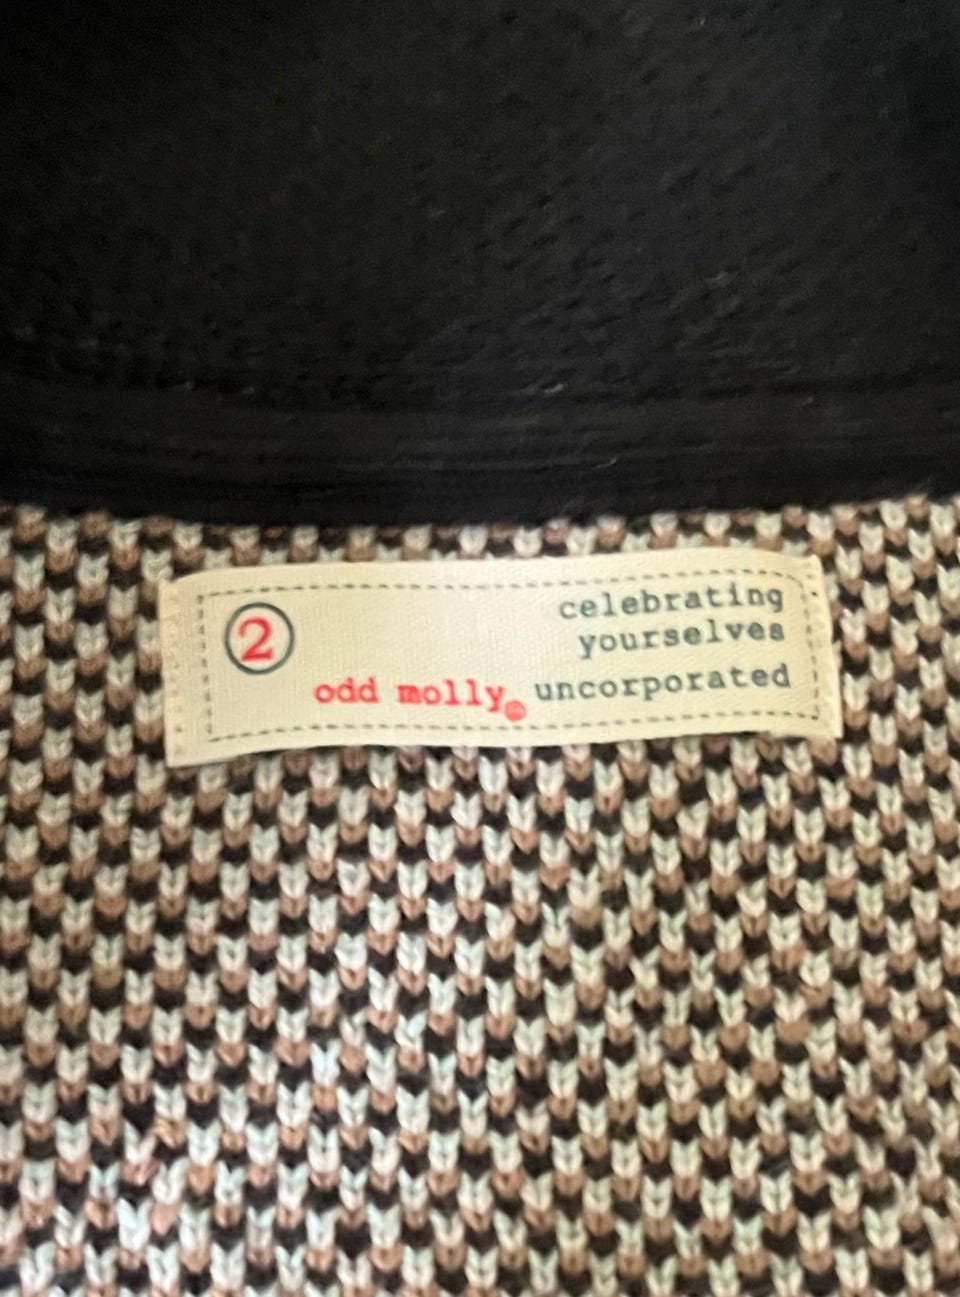 2
celebrating
yourselves
odd molly uncorporated